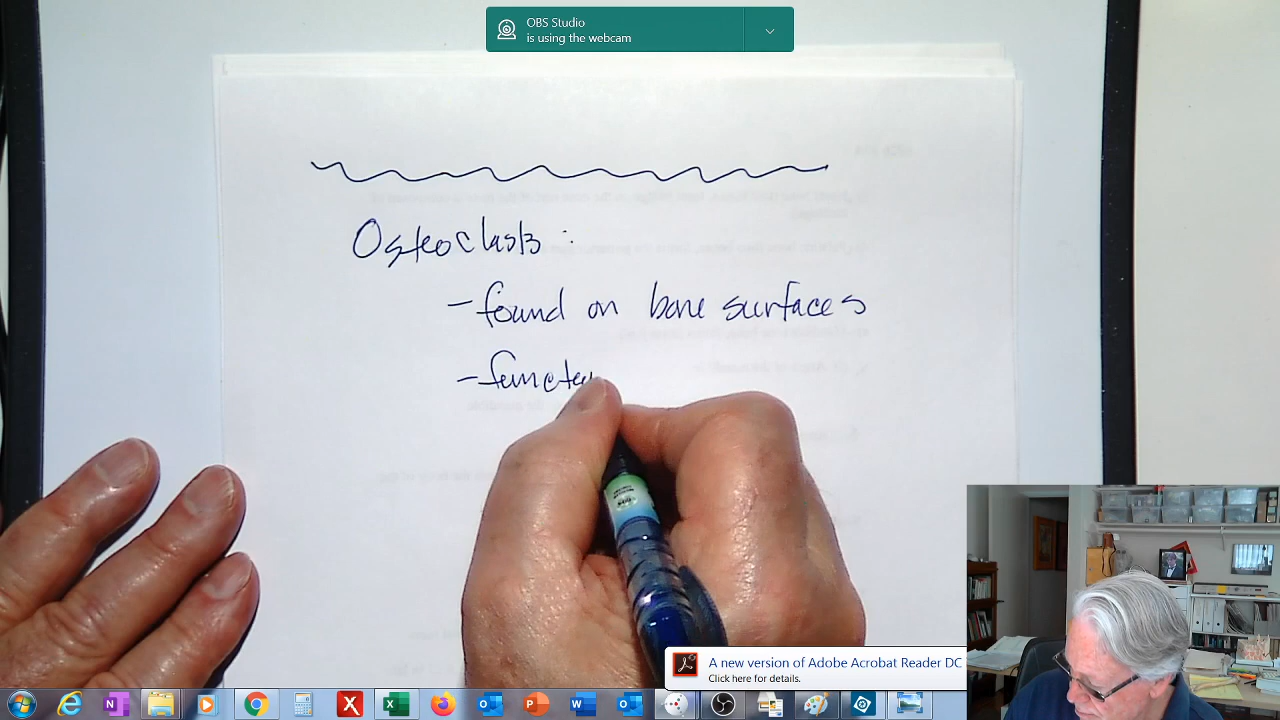 OBS Studio
is using the webcam
Osteoclasts :
- found on bone surfaces
- functe
A new version of Adobe Acrobat Reader DC
Click here for details.